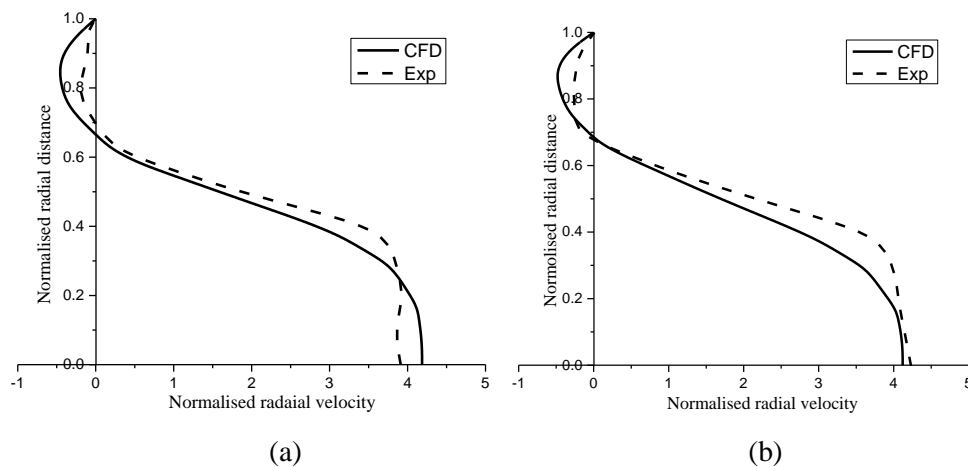 1.0
0.8
0.6
0.4
0.2
0.0
Normalised radial distance
CFD
Exp
-1
0
1
2
3
4
5
Normalised radaial velocity
(a)
1.0
0.8
0.6
0.4
0.2
0.0
Normolised radial distance
CFD
Exp
-1
0
1
2
3
4
5
Normalised radial velocity
(b)